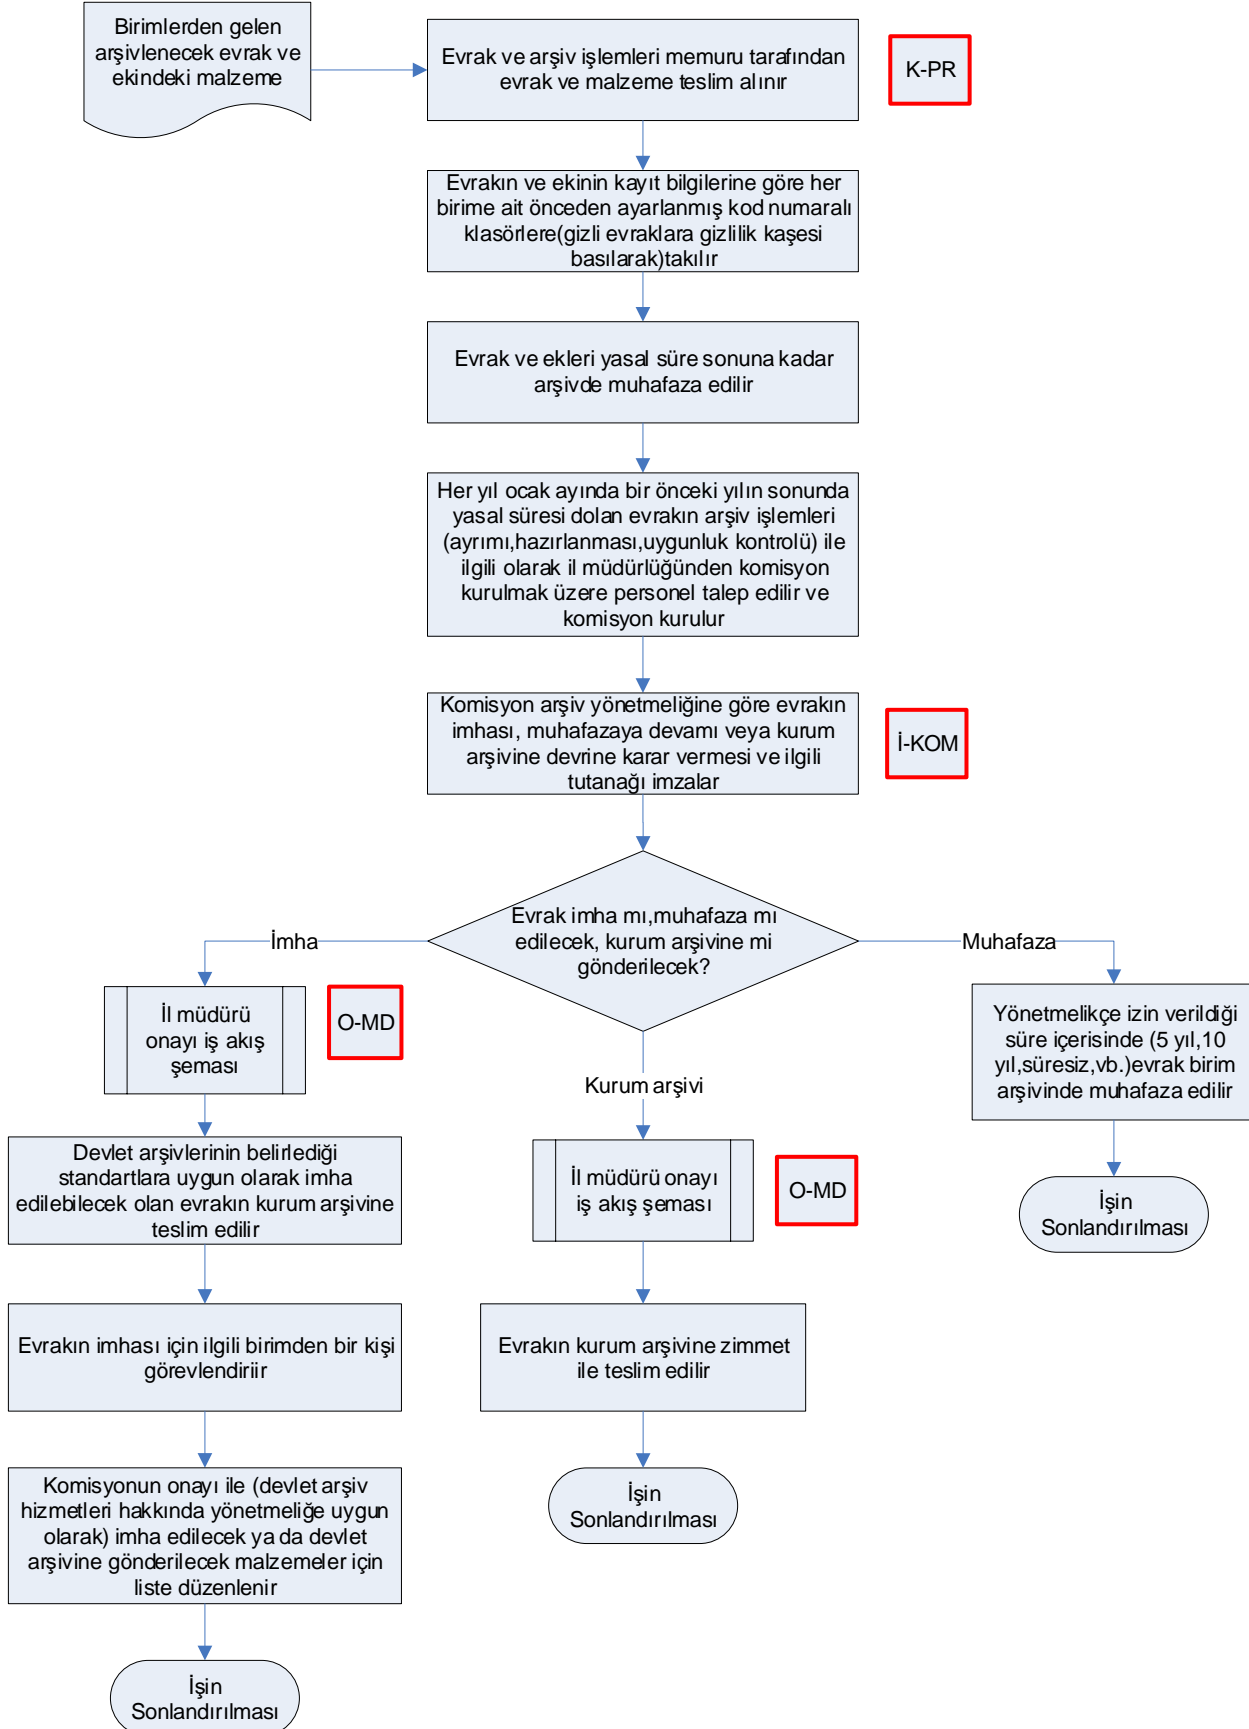 Birimlerden gelen
arşivlenecek evrak ve
ekindeki malzeme
Evrak ve arşiv işlemleri memuru tarafından
evrak ve malzeme teslim alınır
K-PR
Evrakın ve ekinin kayıt bilgilerine göre her
birime ait önceden ayarlanmış kod numaralı
klasörlere(gizli evraklara gizlilik kaşesi
basılarak)takılır
Evrak ve ekleri yasal süre sonuna kadar
arşivde muhafaza edilir
Her yıl ocak ayında bir önceki yılın sonunda
yasal süresi dolan evrakın arşiv işlemleri
(ayrımı,hazırlanması,uygunluk kontrolü) ile
ilgili olarak il müdürlüğünden komisyon
kurulmak üzere personel talep edilir ve
komisyon kurulur
Komisyon arşiv yönetmeliğine göre evrakın
imhası, muhafazaya devamı veya kurum
arşivine devrine karar vermesi ve ilgili
tutanağı imzalar
İ-KOM
Evrak imha mı,muhafaza mı
edilecek, kurum arşivine mi
gönderilecek?
İmha
Muhafaza
Kurum arşivi
İl müdürü
onayı iş akış
şeması
O-MD
Devlet arşivlerinin belirlediği
standartlara uygun olarak imha
edilebilecek olan evrakın kurum arşivine
teslim edilir
Evrakın imhası için ilgili birimden bir kişi
görevlendiriir
Komisyonun onayı ile (devlet arşiv
hizmetleri hakkında yönetmeliğe uygun
olarak) imha edilecek ya da devlet
arşivine gönderilecek malzemeler için
liste düzenlenir
İşin
Sonlandırılması
İl müdürü onayı
iş akış şeması
O-MD
Evrakın kurum arşivine zimmet
ile teslim edilir
İşin
Sonlandırılması
Yönetmelikçe izin verildiği
süre içerisinde (5 yıl,10
yıl,süresiz,vb.)evrak birim
arşivinde muhafaza edilir
İşin
Sonlandırılması